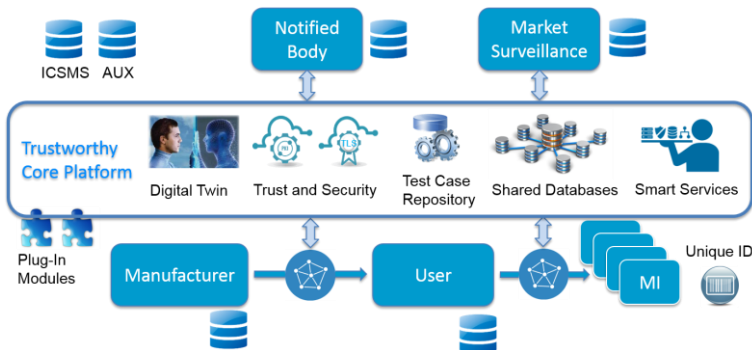 Notified
Body
Market
Surveillance
ICSMS
AUX
Trustworthy
Core Platform
PKI
TLS
Digital Twin
Trust and Security
Test Case
Repository
Shared Databases
Smart Services
Plug-In
Modules
Manufacturer
User
MI
Unique ID